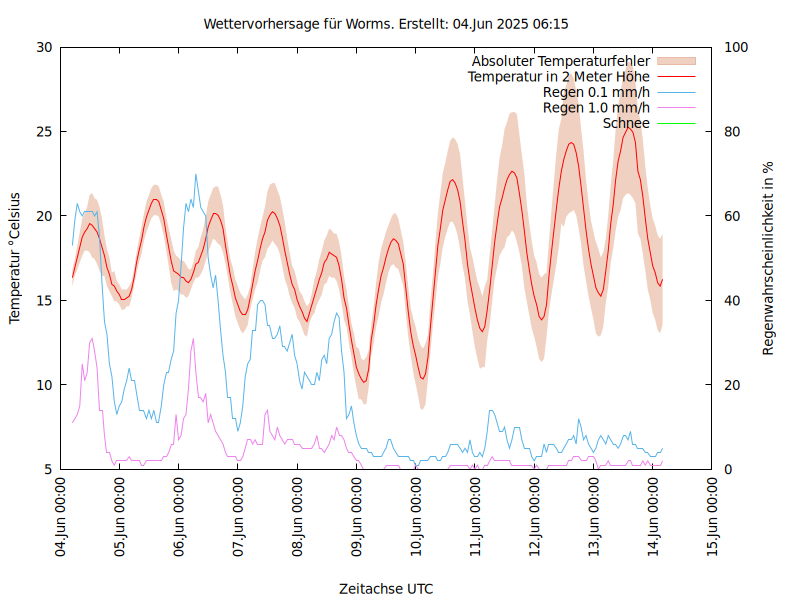 Wettervorhersage für Worms. Erstellt: 04.Jun 2025 06:15
30
25
20
15
10
5
100
80
60
40
20
0
Temperatur °Celsius
Regenwahrscheinlichkeit in %
Absoluter Temperaturfehler
Temperatur in 2 Meter Höhe
Regen 0.1 mm/h
Regen 1.0 mm/h
Schnee
04.Jun 00:00
05.Jun 00:00
06.Jun 00:00
07.Jun 00:00
08.Jun 00:00
09.Jun 00:00
10.Jun 00:00
11.Jun 00:00
12.Jun 00:00
13.Jun 00:00
14.Jun 00:00
15.Jun 00:00
Zeitachse UTC